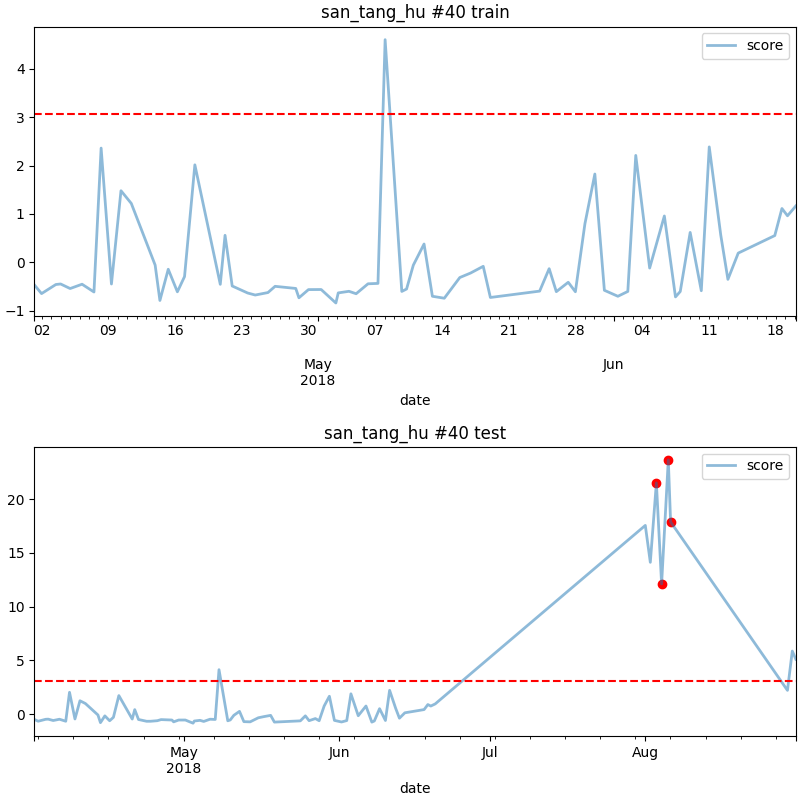 san_tang_hu #40 train
score
4
3
2
1
0
−1
02 09 16 23 30 07 14 21 28 04 11 18
May Jun
2018
date
san_tang_hu #40 test
score
20
15
10
5
0
May Jun Jul Aug
2018
date